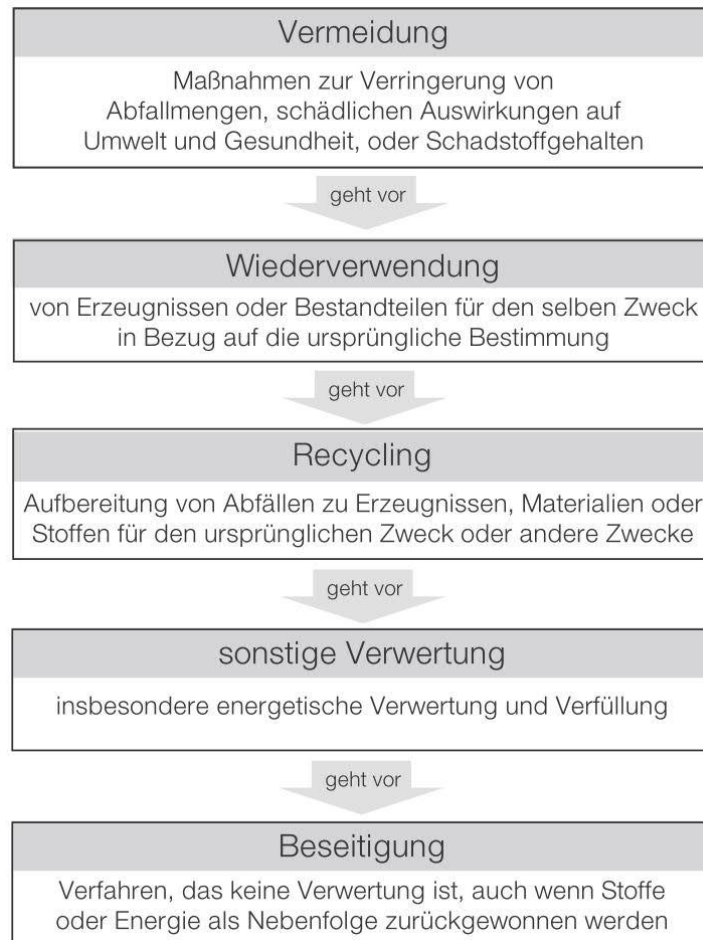 Vermeidung
Maßnahmen zur Verringerung von
Abfallmengen, schädlichen Auswirkungen auf
Umwelt und Gesundheit, oder Schadstoffgehalten
geht vor
Wiederverwendung
von Erzeugnissen oder Bestandteilen für den selben Zweck
in Bezug auf die ursprüngliche Bestimmung
geht vor
Recycling
Aufbereitung von Abfällen zu Erzeugnissen, Materialien oder
Stoffen für den ursprünglichen Zweck oder andere Zwecke
geht vor
sonstige Verwertung
insbesondere energetische Verwertung und Verfüllung
geht vor
Beseitigung
Verfahren, das keine Verwertung ist, auch wenn Stoffe
oder Energie als Nebenfolge zurückgewonnen werden